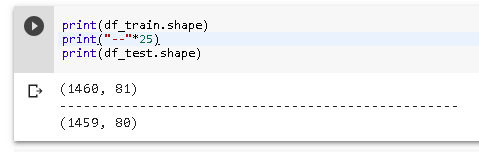 print(df_train.shape)
print("--"*25)
print(df_test.shape)
(1460, 81)
--------------------------------------------------
(1459, 80)